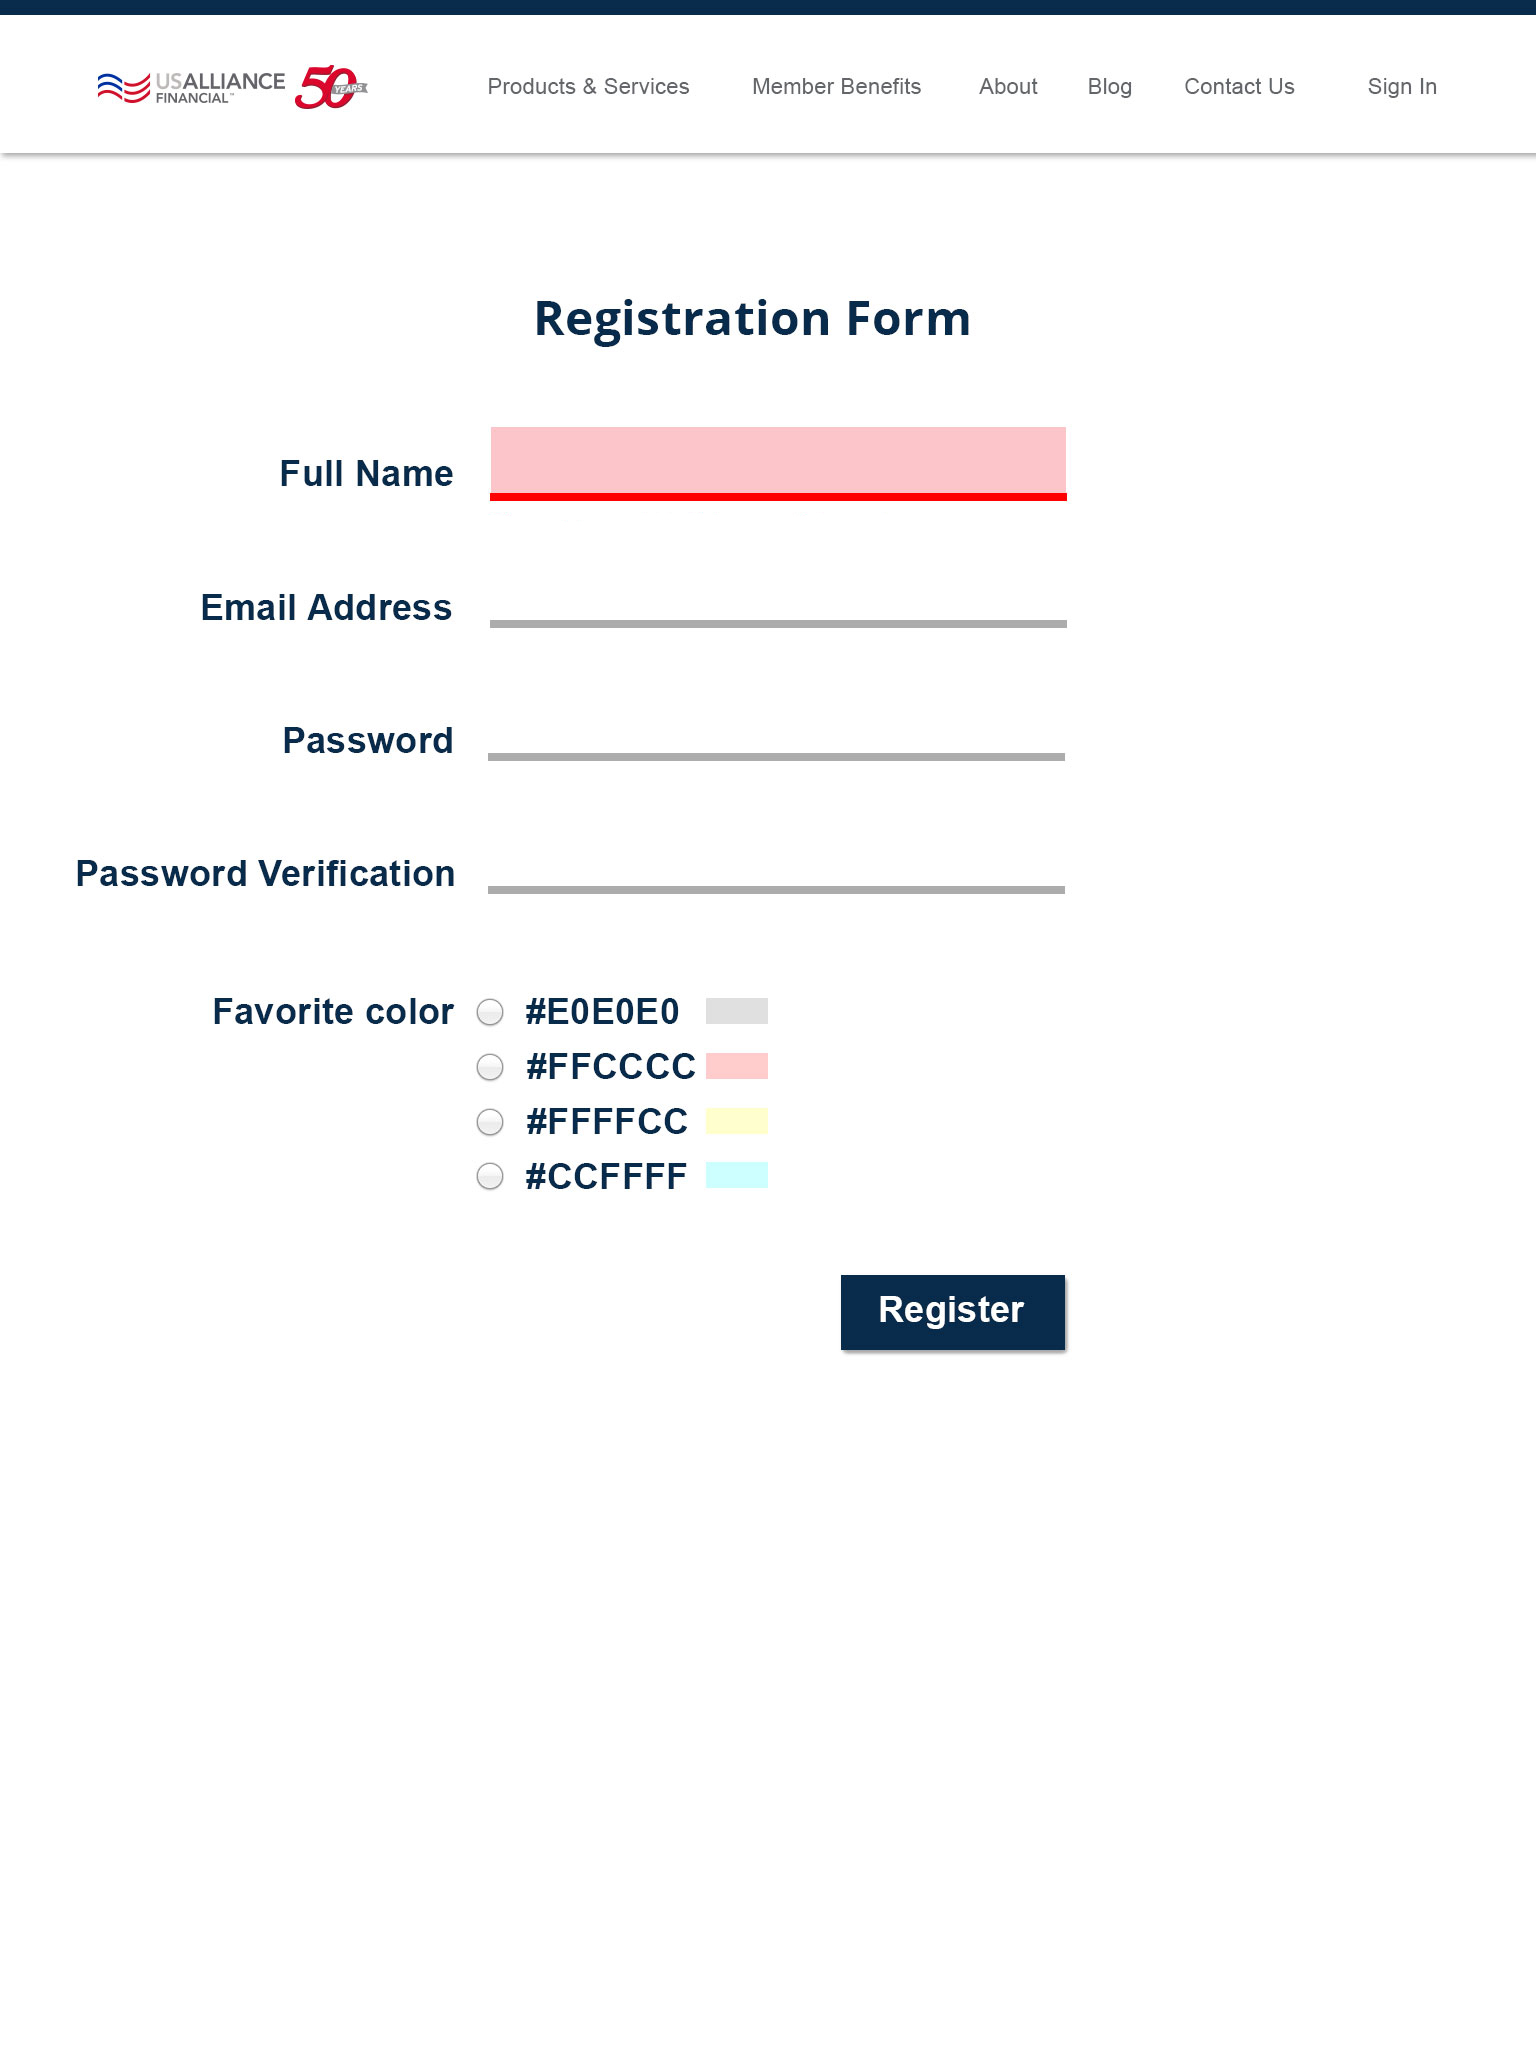 USALLIANCE
FINANCIAL™
50
YEARS
Products & Services
Member Benefits
About
Blog
Contact Us
Sign In
Registration Form
Full Name
Email Address
Password
Password Verification
Favorite color
#E0E0E0
#FFCCCC
#FFFFCC
#CCFFFF
Register